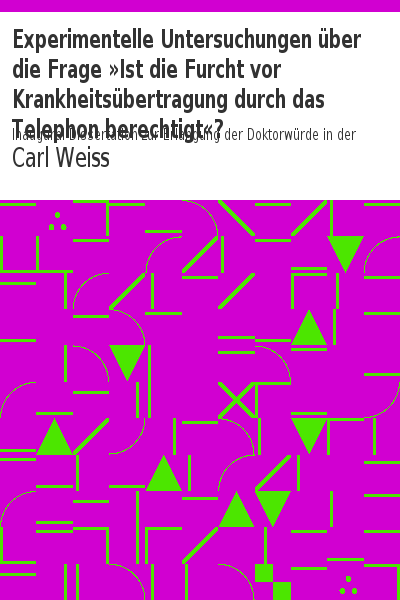 Experimentelle Untersuchungen über
die Frage »Ist die Furcht vor
Krankheitsübertragung durch das
Telephon berechtigt«?
Inaugural-Dissertation zur Erlangung der Doktorwürde in der
Carl Weiss